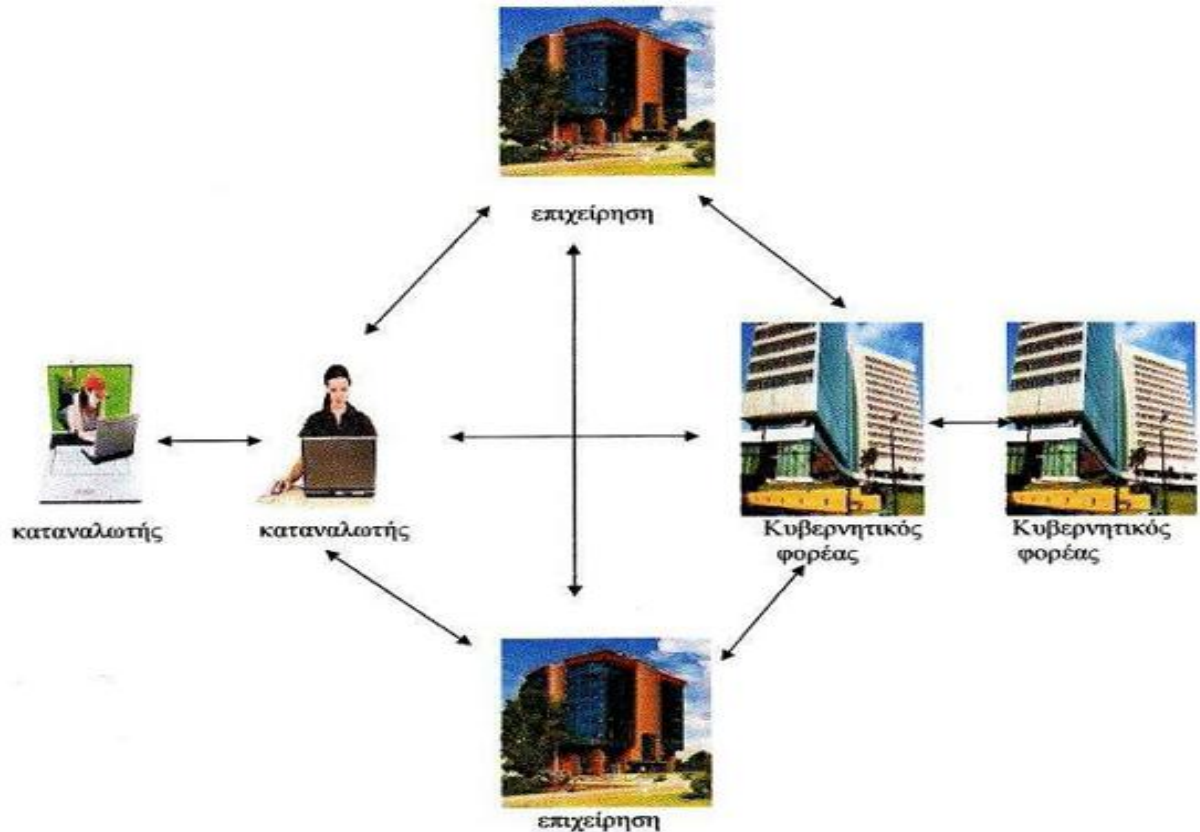 επιχείρηση
καταναλωτής
καταναλωτής
Κυβερνητικός
φορέας
Κυβερνητικός
φορέας
επιχείρηση